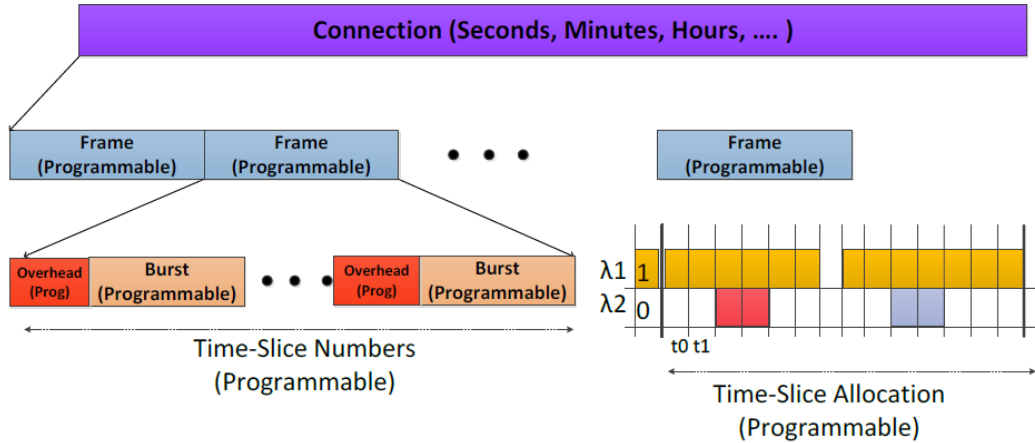 Connection (Seconds, Minutes, Hours, .... )
Frame
(Programmable)
Frame
(Programmable)
Frame
(Programmable)
Overhead
(Prog)
Burst
(Programmable)
Overhead
(Prog)
Burst
(Programmable)
λ1 1
λ2 0
t0 t1
Time-Slice Numbers
(Programmable)
Time-Slice Allocation
(Programmable)